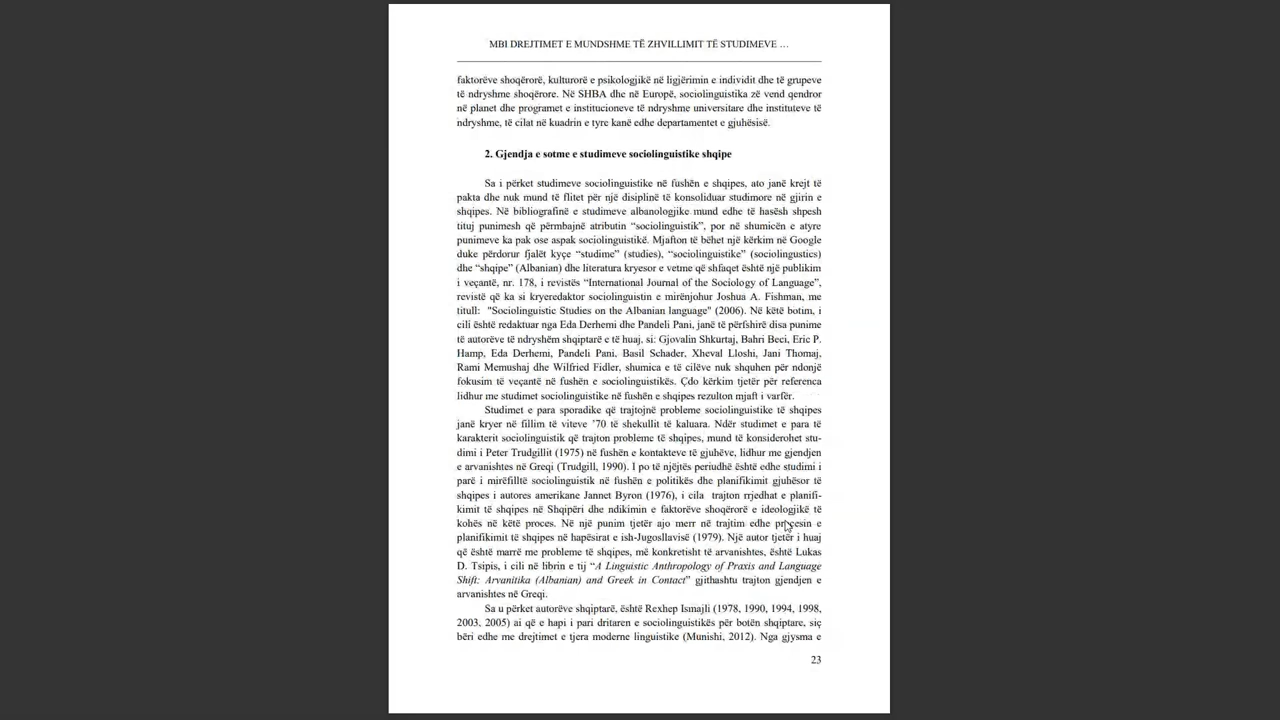 MBI DREJTIMET E MUNDSHME TË ZHVILLIMIT TË STUDIMEVE …
faktorëve shoqërorë, kulturorë e psikologjikë në ligjërimin e individit dhe të grupeve
të ndryshme shoqërore. Në SHBA dhe në Europë, sociolinguistika zë vend qendror
në planet dhe programet e institucioneve të ndryshme universitare dhe instituteve të
ndryshme, të cilat në kuadrin e tyre kanë edhe departamentet e gjuhësisë.
2. Gjendja e sotme e studimeve sociolinguistike shqipe
Sa i përket studimeve sociolinguistike në fushën e shqipes, ato janë krejt të
pakta dhe nuk mund të flitet për një disiplinë të konsoliduar studimore në gjirin e
shqipes. Në bibliografinë e studimeve albanologjike mund edhe të hasësh shpesh
tituj punimesh që përmbajnë atributin “sociolinguistik”, por në shumicën e atyre
punimeve ka pak ose aspak sociolinguistikë. Mjafton të bëhet një kërkim në Google
duke përdorur fjalët kyçe “studime” (studies), “sociolinguistike” (sociolingustics)
dhe “shqipe” (Albanian) dhe literatura kryesor e vetme që shfaqet është një publikim
i veçantë, nr. 178, i revistës “International Journal of the Sociology of Language”,
revistë që ka si kryeredaktor sociolinguistin e mirënjohur Joshua A. Fishman, me
titull: "Sociolinguistic Studies on the Albanian language" (2006). Në këtë botim, i
cili është redaktuar nga Eda Derhemi dhe Pandeli Pani, janë të përfshirë disa punime
të autorëve të ndryshëm shqiptarë e të huaj, si: Gjovalin Shkurtaj, Bahri Beci, Eric P.
Hamp, Eda Derhemi, Pandeli Pani, Basil Schader, Xheval Lloshi, Jani Thomaj,
Rami Memushaj dhe Wilfried Fidler, shumica e të cilëve nuk shquhen për ndonjë
fokusim të veçantë në fushën e sociolinguistikës. Çdo kërkim tjetër për referenca
lidhur me studimet sociolinguistike në fushën e shqipes rezulton mjaft i varfër.
Studimet e para sporadike që trajtojnë probleme sociolinguistike të shqipes
janë kryer në fillim të viteve ’70 të shekullit të kaluara. Ndër studimet e para të
karakterit sociolinguistik që trajton probleme të shqipes, mund të konsiderohet stu-
dimi i Peter Trudgillit (1975) në fushën e kontakteve të gjuhëve, lidhur me gjendjen
e arvanishtes në Greqi (Trudgill, 1990). I po të njëjtës periudhë është edhe studimi i
parë i mirëfilltë sociolinguistik në fushën e politikës dhe planifikimit gjuhësor të
shqipes i autores amerikane Jannet Byron (1976), i cila trajton rrjedhat e planifi-
kimit të shqipes në Shqipëri dhe ndikimin e faktorëve shoqërorë e ideologjikë të
kohës në këtë proces. Në një punim tjetër ajo merr në trajtim edhe procesin e
planifikimit të shqipes në hapësirat e ish-Jugosllavisë (1979). Një autor tjetër i huaj
që është marrë me probleme të shqipes, më konkretisht të arvanishtes, është Lukas
D. Tsipis, i cili në librin e tij “A Linguistic Anthropology of Praxis and Language
Shift: Arvanitika (Albanian) and Greek in Contact” gjithashtu trajton gjendjen e
arvanishtes në Greqi.
Sa u përket autorëve shqiptarë, është Rexhep Ismajli (1978, 1990, 1994, 1998,
2003, 2005) ai që e hapi i pari dritaren e sociolinguistikës për botën shqiptare, siç
bëri edhe me drejtimet e tjera moderne linguistike (Munishi, 2012). Nga gjysma e
23